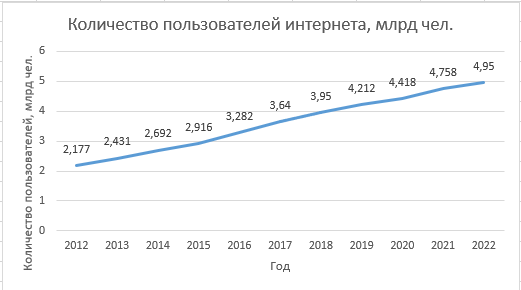 Количество пользователей интернета, млрд чел.
Количество пользователей, млрд чел.
6
5
4
3
2
1
0
2,177 2,431 2,692 2,916 3,282 3,64 3,95 4,212 4,418 4,758 4,95
2012 2013 2014 2015 2016 2017 2018 2019 2020 2021 2022
Год